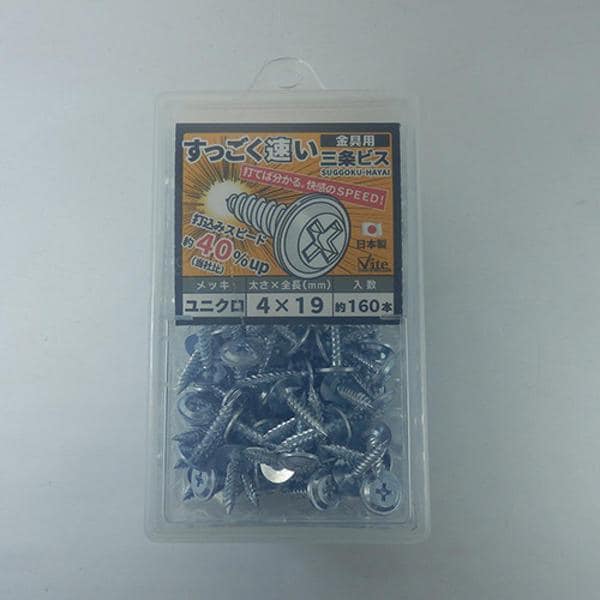 すっごく速い
金具用
三条ビス
SUGGOKU-HAYAI
打てば分かる。快感のSPEED!
打込みスピード
約40%up
(当社比)
日本製
Vite
メッキ 太さ×全長(mm) 入数
ユニクロ 4×19 約160本